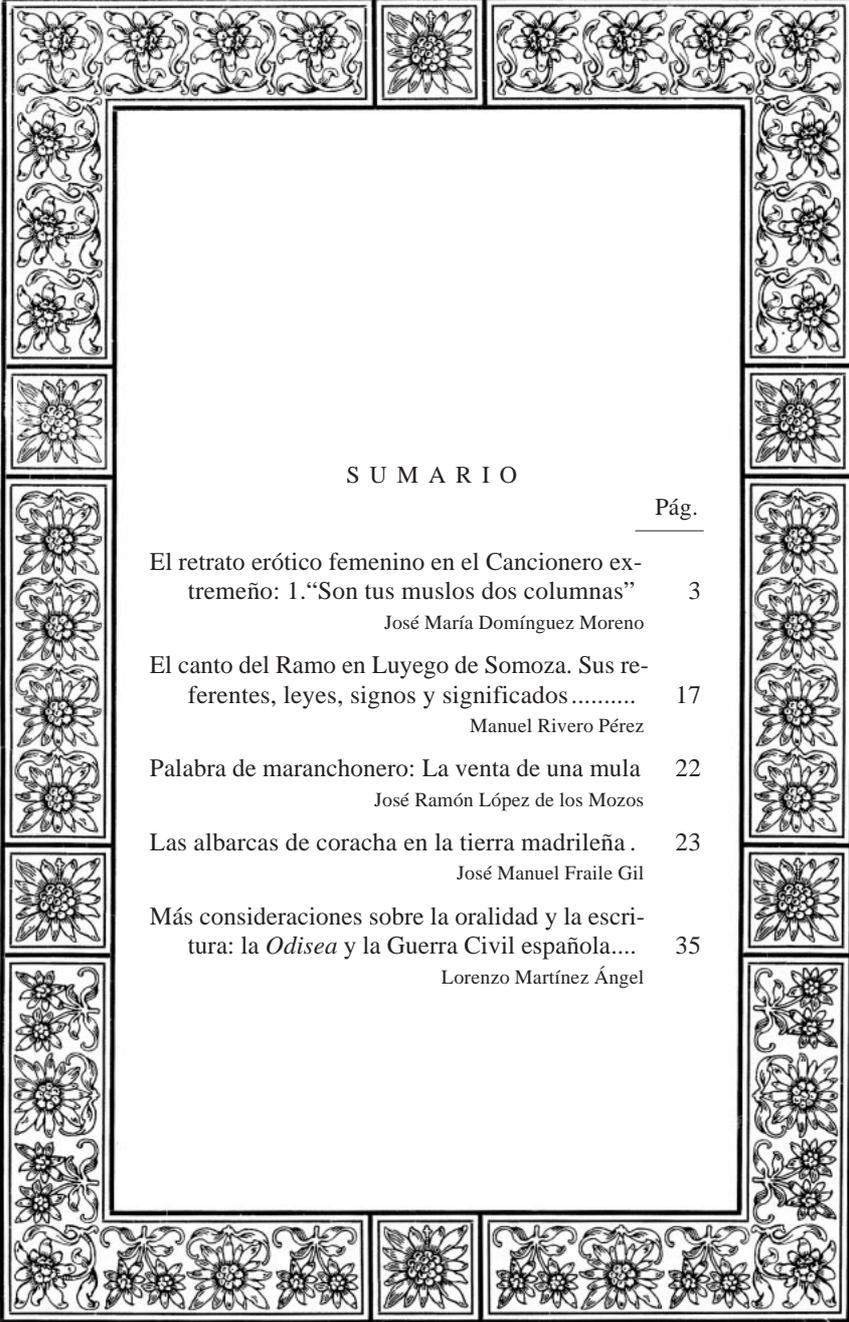 SUMARIO
Pág.
El retrato erótico femenino en el Cancionero ex-
tremeño: 1.“Son tus muslos dos columnas” 3
José María Domínguez Moreno
El canto del Ramo en Luyego de Somoza. Sus re-
ferentes, leyes, signos y significados.......... 17
Manuel Rivero Pérez
Palabra de maranchonero: La venta de una mula 22
José Ramón López de los Mozos
Las albarcas de coracha en la tierra madrileña . 23
José Manuel Fraile Gil
Más consideraciones sobre la oralidad y la escri-
tura: la Odisea y la Guerra Civil española.... 35
Lorenzo Martínez Ángel